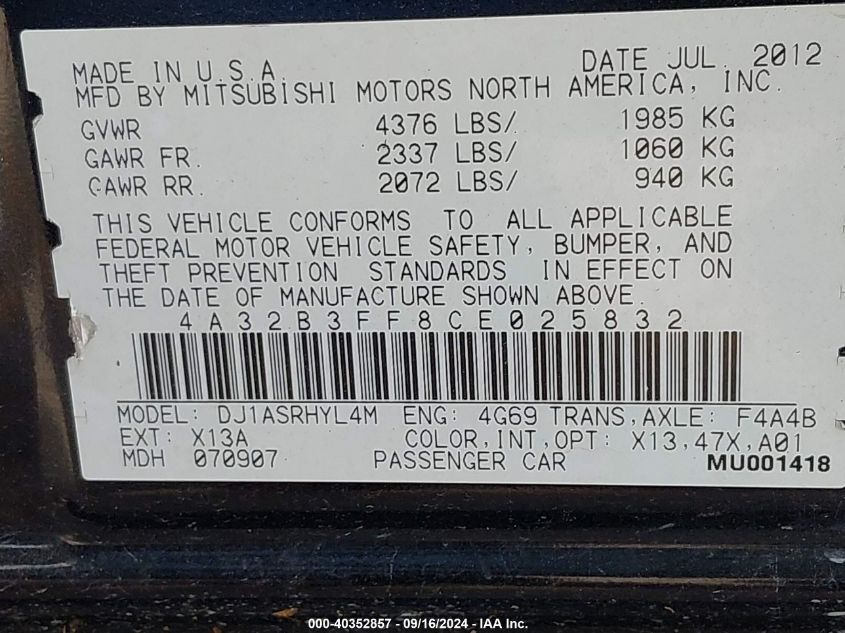 MADE IN U.S.A. DATE JUL. 2012
MFD BY MITSUBISHI MOTORS NORTH AMERICA, INC.
GVWR 4376 LBS/ 1985 KG
GAWR FR. 2337 LBS/ 1060 KG
GAWR RR. 2072 LBS/ 940 KG
THIS VEHICLE CONFORMS TO ALL APPLICABLE
FEDERAL MOTOR VEHICLE SAFETY, BUMPER, AND
THEFT PREVENTION STANDARDS IN EFFECT ON
THE DATE OF MANUFACTURE SHOWN ABOVE.
4A32B3FF8CE025832
MODEL: DJ1ASRHYL4M ENG: 4G69 TRANS,AXLE: F4A4B
EXT: X13A COLOR,INT,OPT: X13,47X,A01
MDH 070907 PASSENGER CAR MU001418
000-40352857 - 09/16/2024 - IAA Inc.